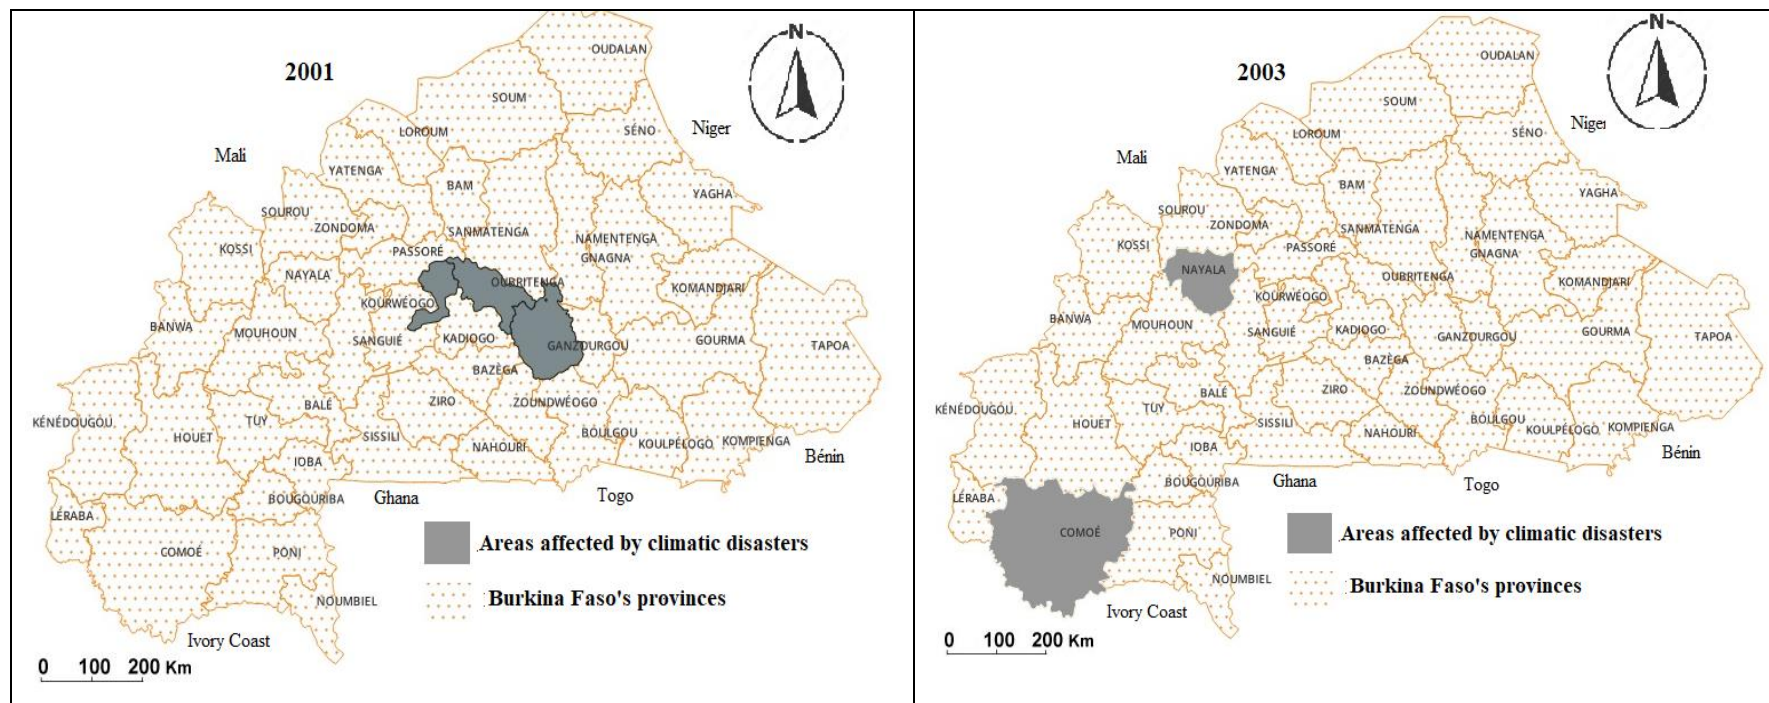 2001
N
OUDALAN
SOUM
Niger
SÉNO
LOROUM
Mali
YATENGA
BAM
YAGHA
SOUROU
ZONDOMA
SANMATENGA
NAMENTENGA
KOSSI
PASSORÉ
GNAGNA
NAYALA
OUBRITENGA
KOMANDJARI
KOURWÉOGO
BANWA
MOUHOUN
SANGUIÉ
KADIOGO
GANZOURGOU
GOURMA
TAPOA
BAZÈGA
ZIRO
ZOUNDWÉOGO
BALÉ
KÉNÉDOUGOU
TUY
HOUET
SISSILI
BOULGOU
NAHOURI
KOULPÉLOGO
KOMPIENGA
Bénin
IOBA
BOUGOURIBA
Ghana
Togo
LÉRABA
Areas affected by climatic disasters
COMOÉ
PONI
Burkina Faso's provinces
NOUMBIEL
Ivory Coast
0 100 200 Km
2003
N
OUDALAN
SOUM
Niger
SÉNO
LOROUM
Mali
YATENGA
BAM
YAGHA
SOUROU
ZONDOMA
SANMATENGA
NAMENTENGA
KOSSI
PASSORÉ
GNAGNA
NAYALA
OUBRITENGA
KOMANDJARI
KOURWÉOGO
BANWA
MOUHOUN
SANGUIÉ
KADIOGO
GANZOURGOU
GOURMA
TAPOA
BAZÈGA
ZIRO
ZOUNDWÉOGO
BALÉ
KÉNÉDOUGOU
TUY
HOUET
SISSILI
BOULGOU
NAHOURI
KOULPÉLOGO
KOMPIENGA
Bénin
IOBA
BOUGOURIBA
Ghana
Togo
LÉRABA
Areas affected by climatic disasters
COMOÉ
PONI
Burkina Faso's provinces
NOUMBIEL
Ivory Coast
0 100 200 Km